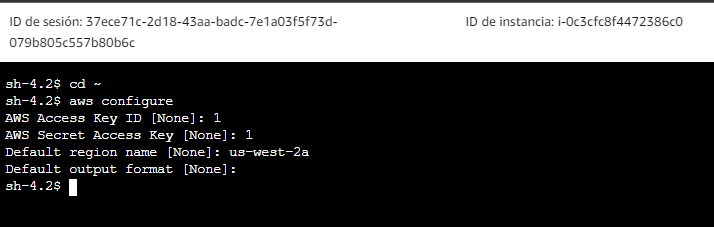 ID de sesión: 37ece71c-2d18-43aa-badc-7e1a03f5f73d-
079b805c557b80b6c
ID de instancia: i-0c3cfc8f4472386c0
sh-4.2$ cd ~
sh-4.2$ aws configure
AWS Access Key ID [None]: 1
AWS Secret Access Key [None]: 1
Default region name [None]: us-west-2a
Default output format [None]:
sh-4.2$